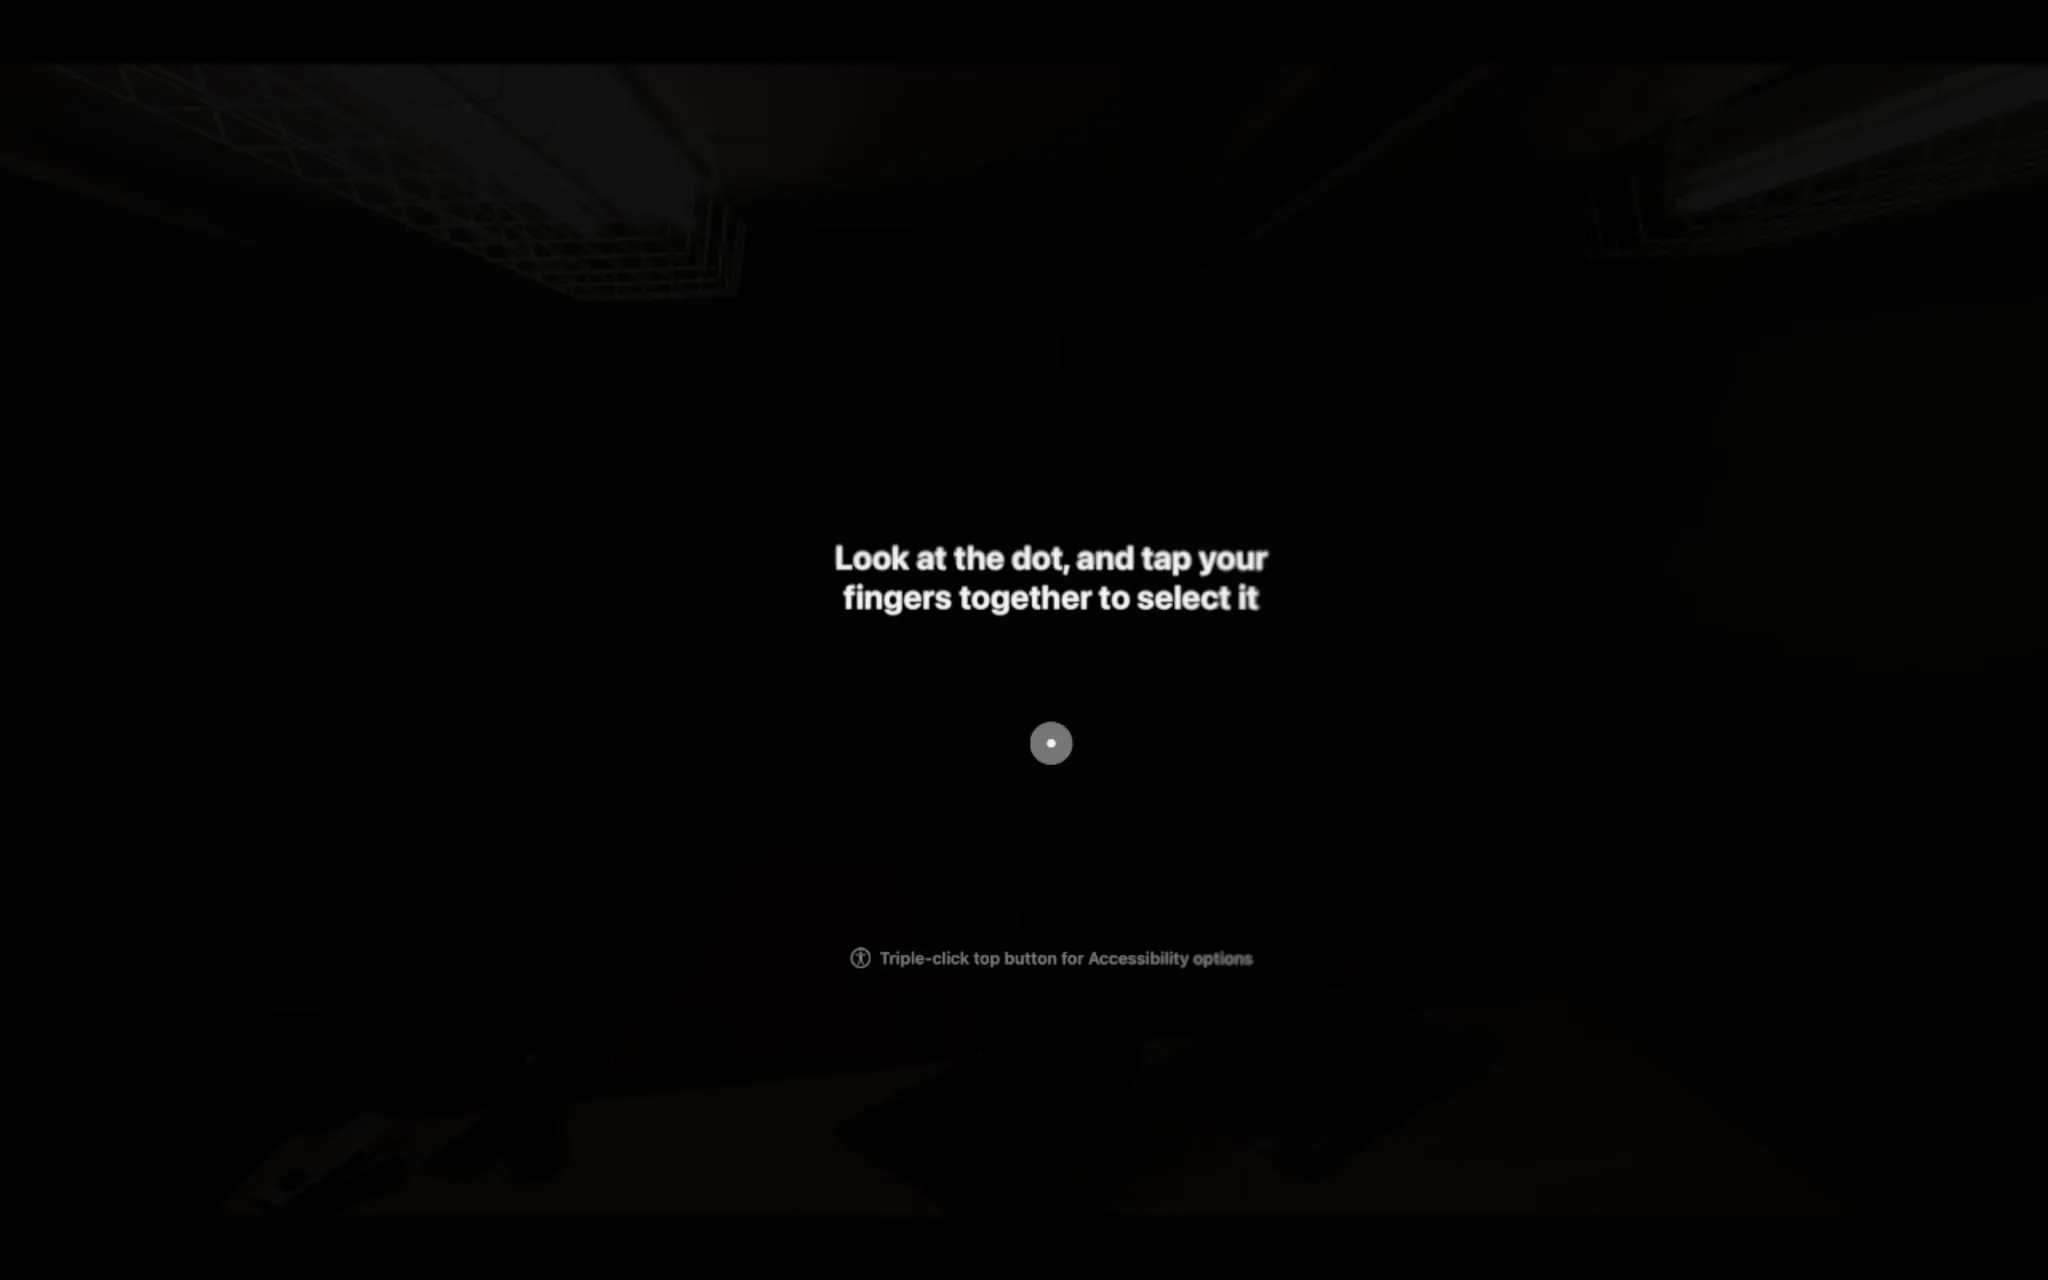 Look at the dot, and tap your
fingers together to select it
Triple-click top button for Accessibility options